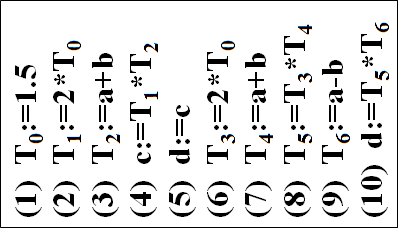 (1) T₀:=1.5
(2) T₁:=2*T₀
(3) T₂:=a+b
(4) c:=T₁*T₂
(5) d:=c
(6) T₃:=2*T₀
(7) T₄:=a+b
(8) T₅:=T₃*T₄
(9) T₆:=a-b
(10) d:=T₅*T₆